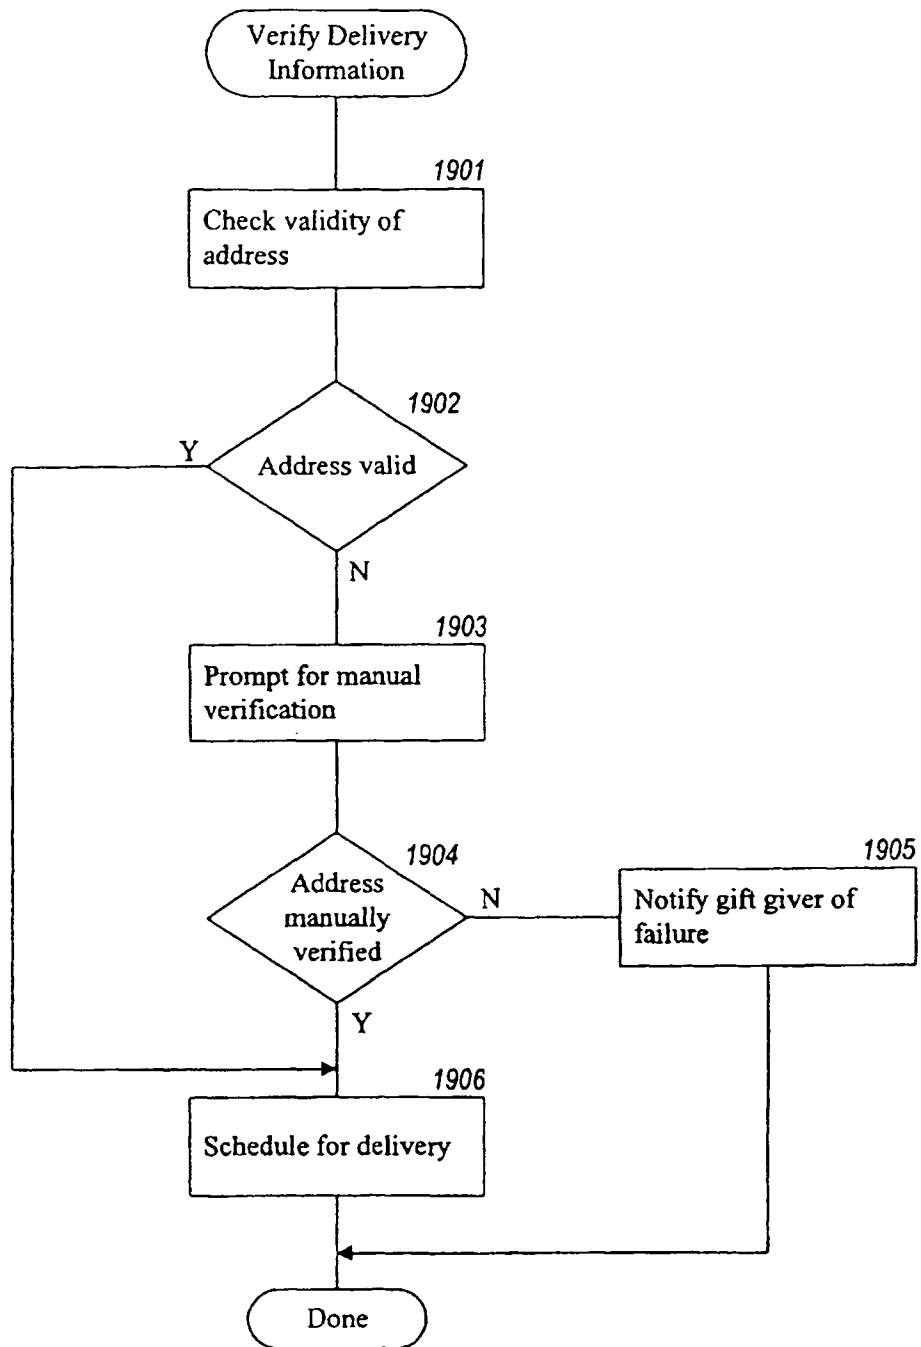 Verify Delivery
Information
1901
Check validity of
address
1902
Y
Address valid
N
1903
Prompt for manual
verification
1904
Address
manually
verified
N
1905
Notify gift giver of
failure
Y
1906
Schedule for delivery
Done